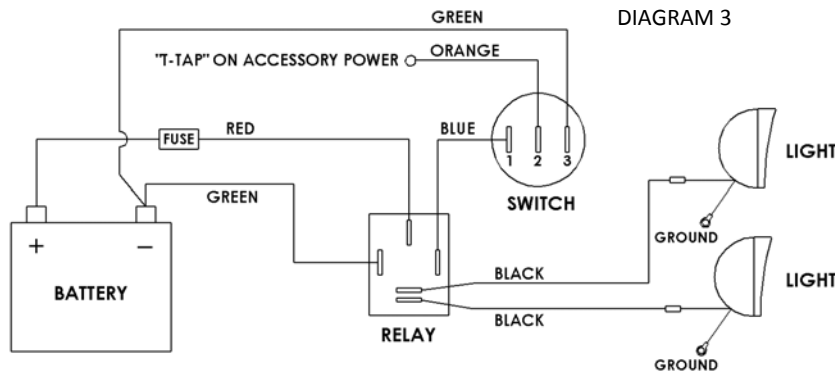 GREEN
DIAGRAM 3
"T-TAP" ON ACCESSORY POWER
ORANGE
FUSE
RED
BLUE
1 2 3
LIGHT
SWITCH
GREEN
GROUND
+ –
BATTERY
BLACK
LIGHT
BLACK
RELAY
GROUND